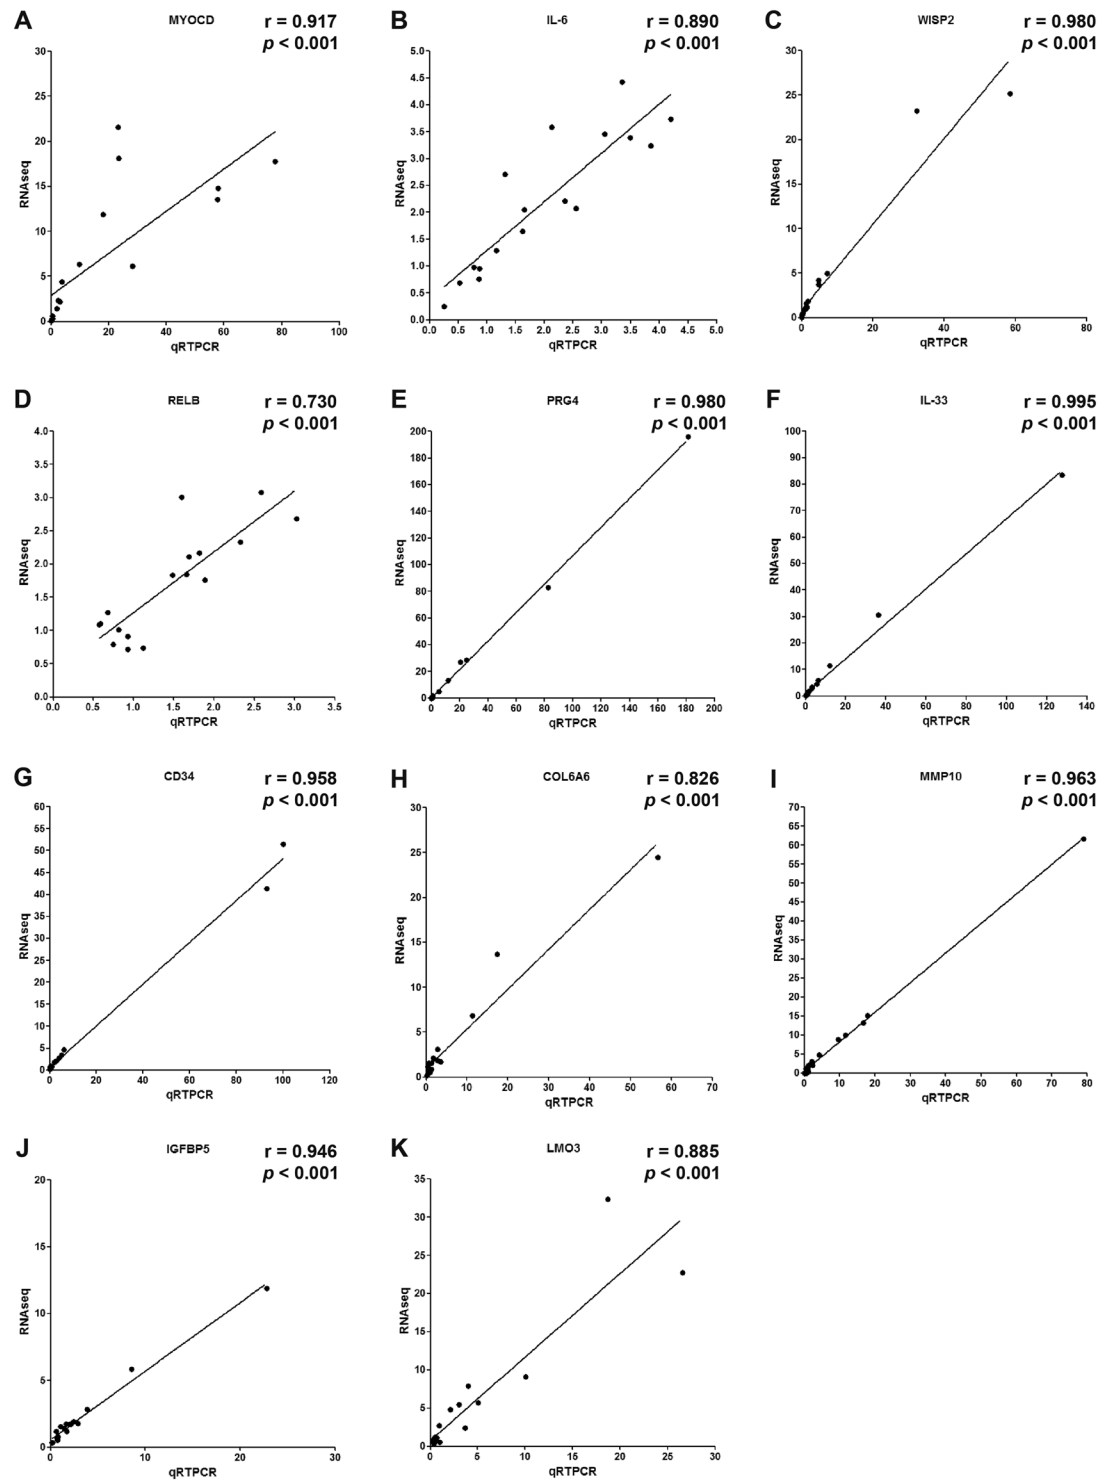 A
MYOCD
r = 0.917
p < 0.001
30
25
20
15
10
5
0
RNAseq
0 20 40 60 80 100
qRTPCR
B
IL-6
r = 0.890
p < 0.001
5.0
4.5
4.0
3.5
3.0
2.5
2.0
1.5
1.0
0.5
0.0
RNAseq
0.0 0.5 1.0 1.5 2.0 2.5 3.0 3.5 4.0 4.5 5.0
qRTPCR
C
WISP2
r = 0.980
p < 0.001
30
25
20
15
10
5
0
RNAseq
0 20 40 60 80
qRTPCR
D
RELB
r = 0.730
p < 0.001
4.0
3.5
3.0
2.5
2.0
1.5
1.0
0.5
0.0
RNAseq
0.0 0.5 1.0 1.5 2.0 2.5 3.0 3.5
qRTPCR
E
PRG4
r = 0.980
p < 0.001
200
180
160
140
120
100
80
60
40
20
0
RNAseq
0 20 40 60 80 100 120 140 160 180 200
qRTPCR
F
IL-33
r = 0.995
p < 0.001
100
90
80
70
60
50
40
30
20
10
0
RNAseq
0 20 40 60 80 100 120 140
qRTPCR
G
CD34
r = 0.958
p < 0.001
60
55
50
45
40
35
30
25
20
15
10
5
0
RNAseq
0 20 40 60 80 100 120
qRTPCR
H
COL6A6
r = 0.826
p < 0.001
30
25
20
15
10
5
0
RNAseq
0 10 20 30 40 50 60 70
qRTPCR
I
MMP10
r = 0.963
p < 0.001
70
65
60
55
50
45
40
35
30
25
20
15
10
5
0
RNAseq
0 10 20 30 40 50 60 70 80
qRTPCR
J
IGFBP5
r = 0.946
p < 0.001
20
15
10
5
0
RNAseq
0 10 20 30
qRTPCR
K
LMO3
r = 0.885
p < 0.001
35
30
25
20
15
10
5
0
RNAseq
0 5 10 15 20 25 30
qRTPCR